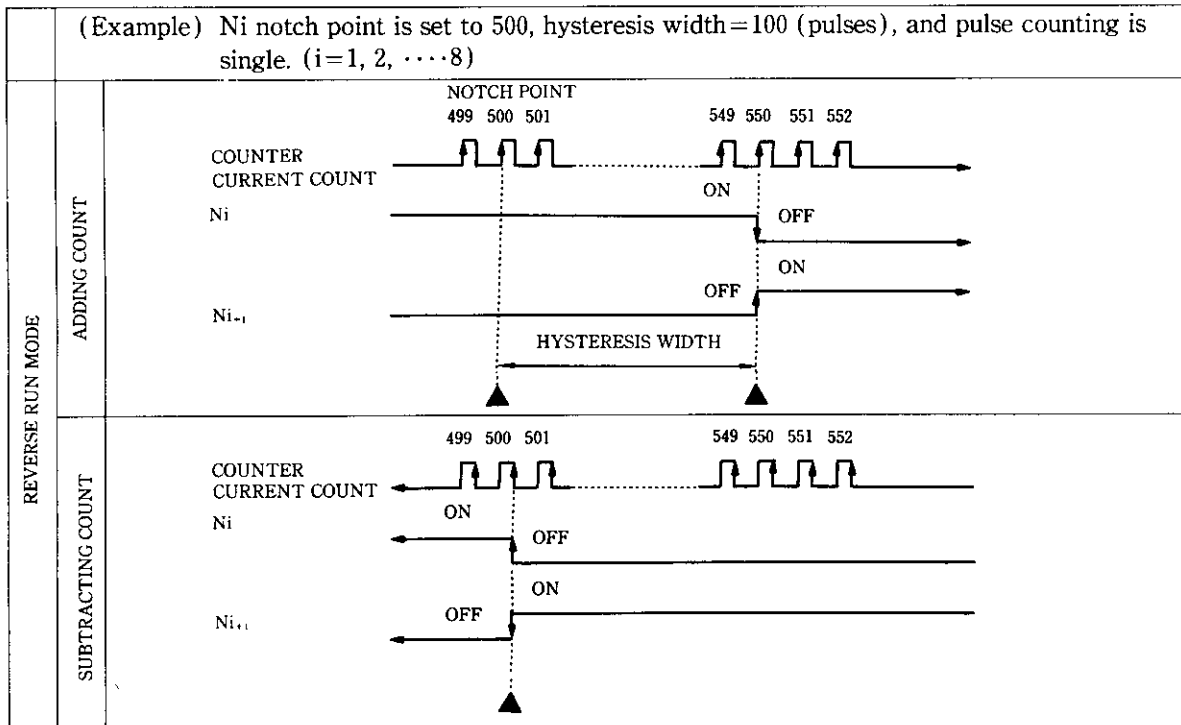 (Example) Ni notch point is set to 500, hysteresis width=100 (pulses), and pulse counting is
single. (i=1, 2, ····8)
REVERSE RUN MODE
ADDING COUNT
NOTCH POINT
499 500 501 549 550 551 552
COUNTER
CURRENT COUNT
ON
Ni
OFF
ON
OFF
Ni+1
HYSTERESIS WIDTH
SUBTRACTING COUNT
499 500 501 549 550 551 552
COUNTER
CURRENT COUNT
ON
Ni
OFF
ON
OFF
Ni+1